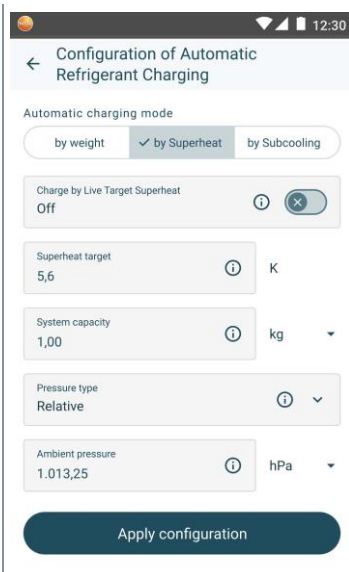 12:30
Configuration of Automatic
Refrigerant Charging
Automatic charging mode
by weight
by Superheat
by Subcooling
Charge by Live Target Superheat
Off
Superheat target
5,6
K
System capacity
1,00
kg
Pressure type
Relative
Ambient pressure
1.013,25
hPa
Apply configuration